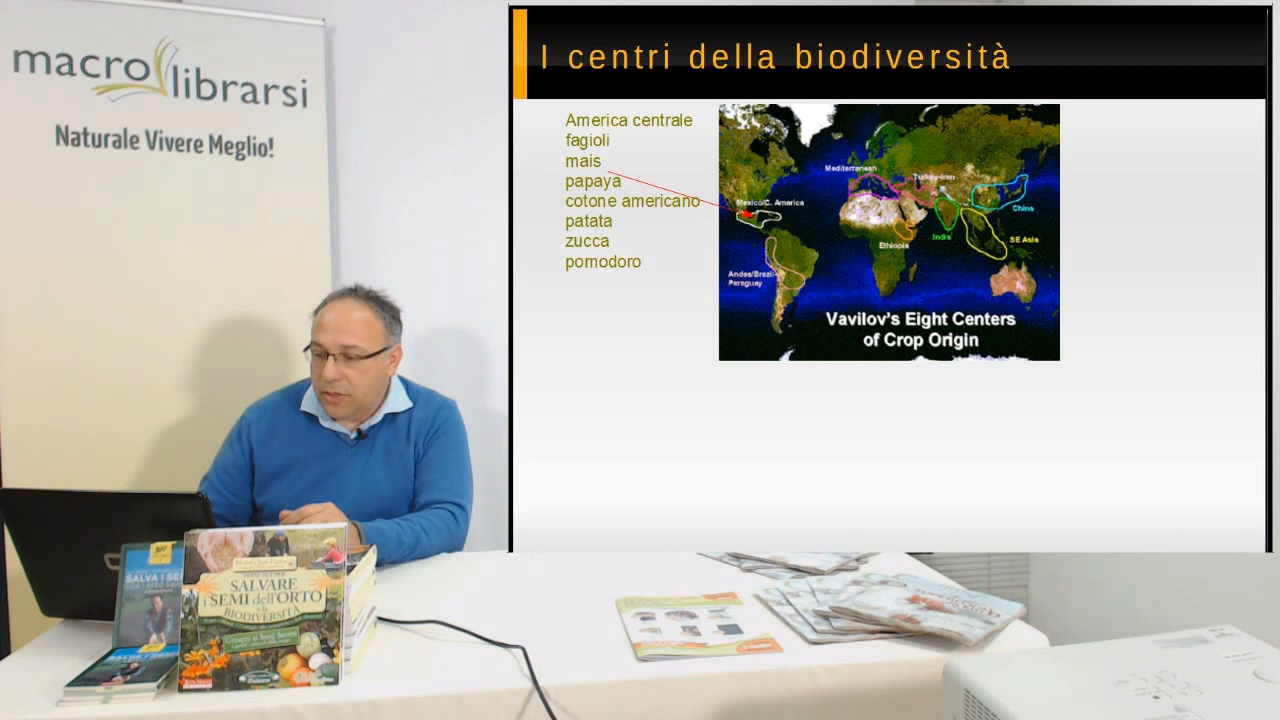 macro librarsi
Naturale Vivere Meglio!
I centri della biodiversità
America centrale
fagioli
mais
papaya
cotone americano
patata
zucca
pomodoro
Mediterranean
Turkey-Iran
Mexico/C. America
China
India
SE Asia
Ethiopia
Andes/Brazil
Paraguay
Vavilov's Eight Centers
of Crop Origin
SALVA I SEMI
SALVARE
i SEMI dell'ORTO
e la
BIODIVERSITÀ